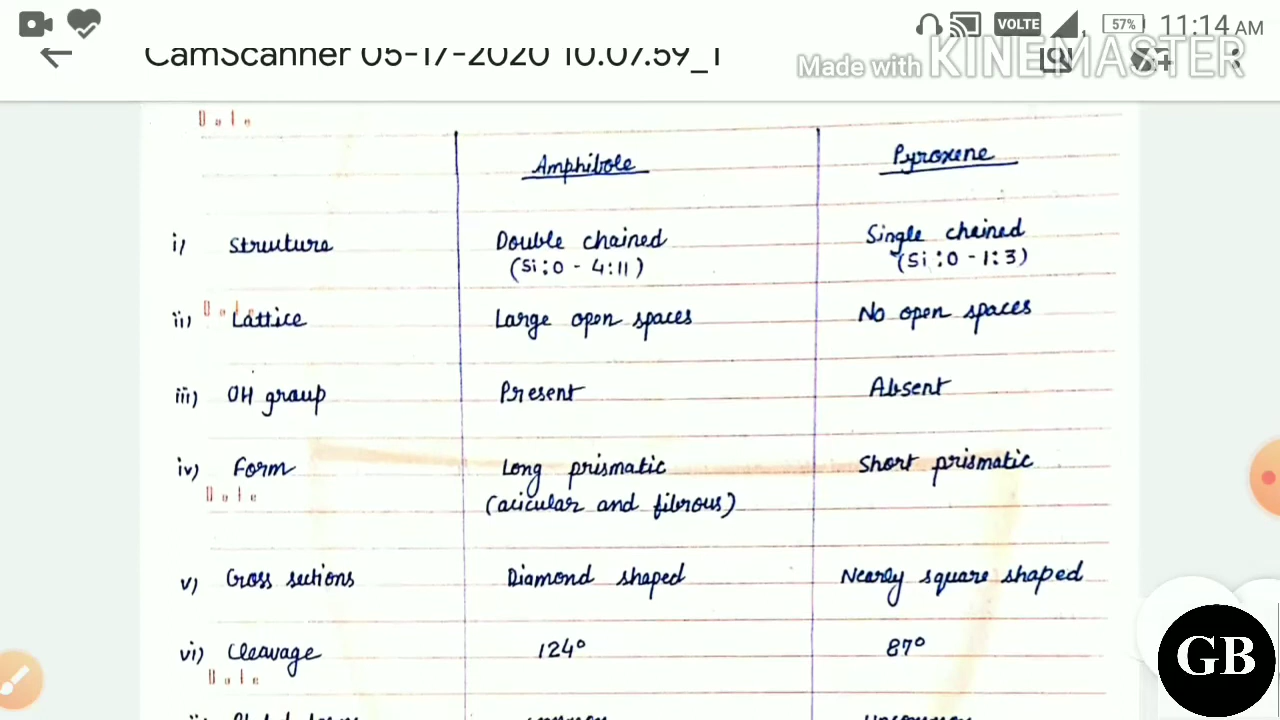 VOLTE 57% 11:14 AM
CamScanner 05-17-2020 10.07.59_1
Made with KINEMASTER
Date
Amphibole Pyroxene
i) Structure Double chained Single chained
(Si:O - 4:11) (Si:O - 1:3)
ii) Lattice Large open spaces No open spaces
iii) OH group Present Absent
iv) Form Long prismatic Short prismatic
Date (acicular and fibrous)
v) Cross sections Diamond shaped Nearly square shaped
vi) Cleavage 124° 87°
Date
GB